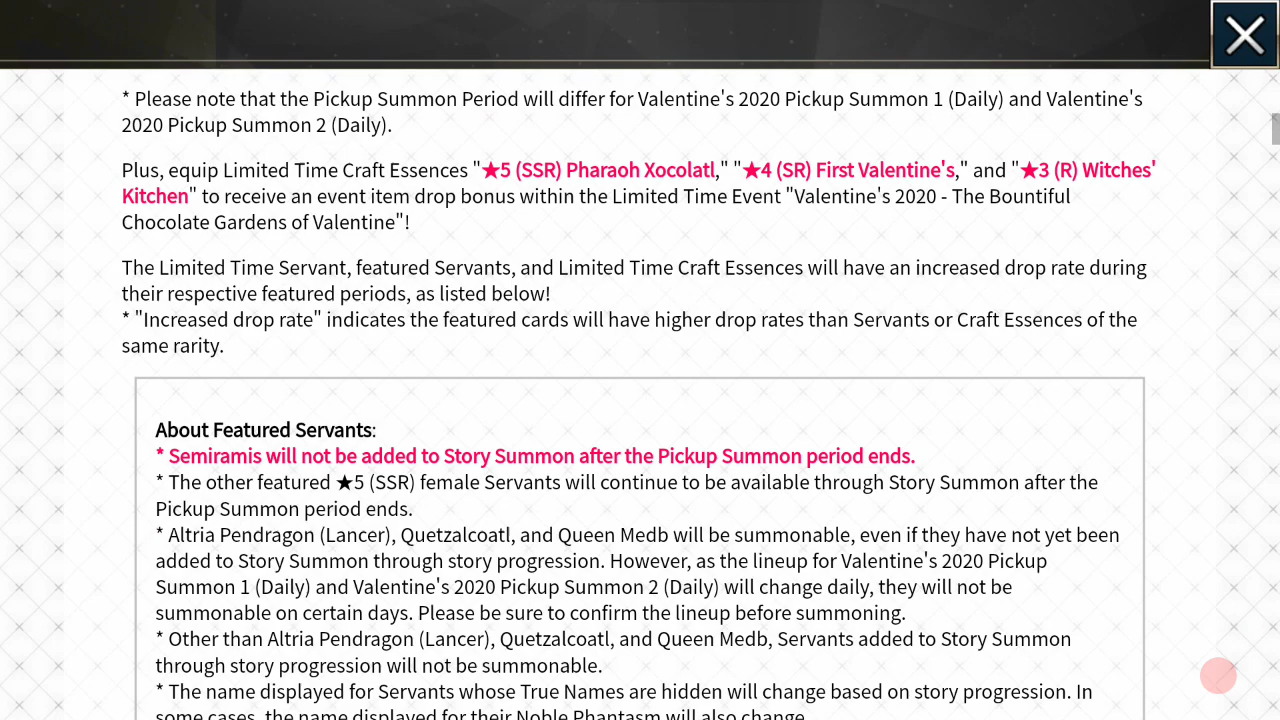 * Please note that the Pickup Summon Period will differ for Valentine's 2020 Pickup Summon 1 (Daily) and Valentine's
2020 Pickup Summon 2 (Daily).
Plus, equip Limited Time Craft Essences "★5 (SSR) Pharaoh Xocolatl," "★4 (SR) First Valentine's," and "★3 (R) Witches'
Kitchen" to receive an event item drop bonus within the Limited Time Event "Valentine's 2020 - The Bountiful
Chocolate Gardens of Valentine"!
The Limited Time Servant, featured Servants, and Limited Time Craft Essences will have an increased drop rate during
their respective featured periods, as listed below!
* "Increased drop rate" indicates the featured cards will have higher drop rates than Servants or Craft Essences of the
same rarity.
About Featured Servants:
* Semiramis will not be added to Story Summon after the Pickup Summon period ends.
* The other featured ★5 (SSR) female Servants will continue to be available through Story Summon after the
Pickup Summon period ends.
* Altria Pendragon (Lancer), Quetzalcoatl, and Queen Medb will be summonable, even if they have not yet been
added to Story Summon through story progression. However, as the lineup for Valentine's 2020 Pickup
Summon 1 (Daily) and Valentine's 2020 Pickup Summon 2 (Daily) will change daily, they will not be
summonable on certain days. Please be sure to confirm the lineup before summoning.
* Other than Altria Pendragon (Lancer), Quetzalcoatl, and Queen Medb, Servants added to Story Summon
through story progression will not be summonable.
* The name displayed for Servants whose True Names are hidden will change based on story progression. In
some cases, the name displayed for their Noble Phantasm will also change.